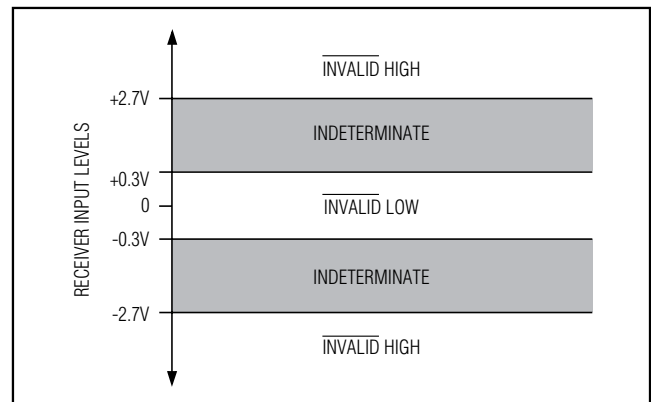 INVALID HIGH
+2.7V
INDETERMINATE
+0.3V
0
INVALID LOW
-0.3V
INDETERMINATE
-2.7V
INVALID HIGH
RECEIVER INPUT LEVELS